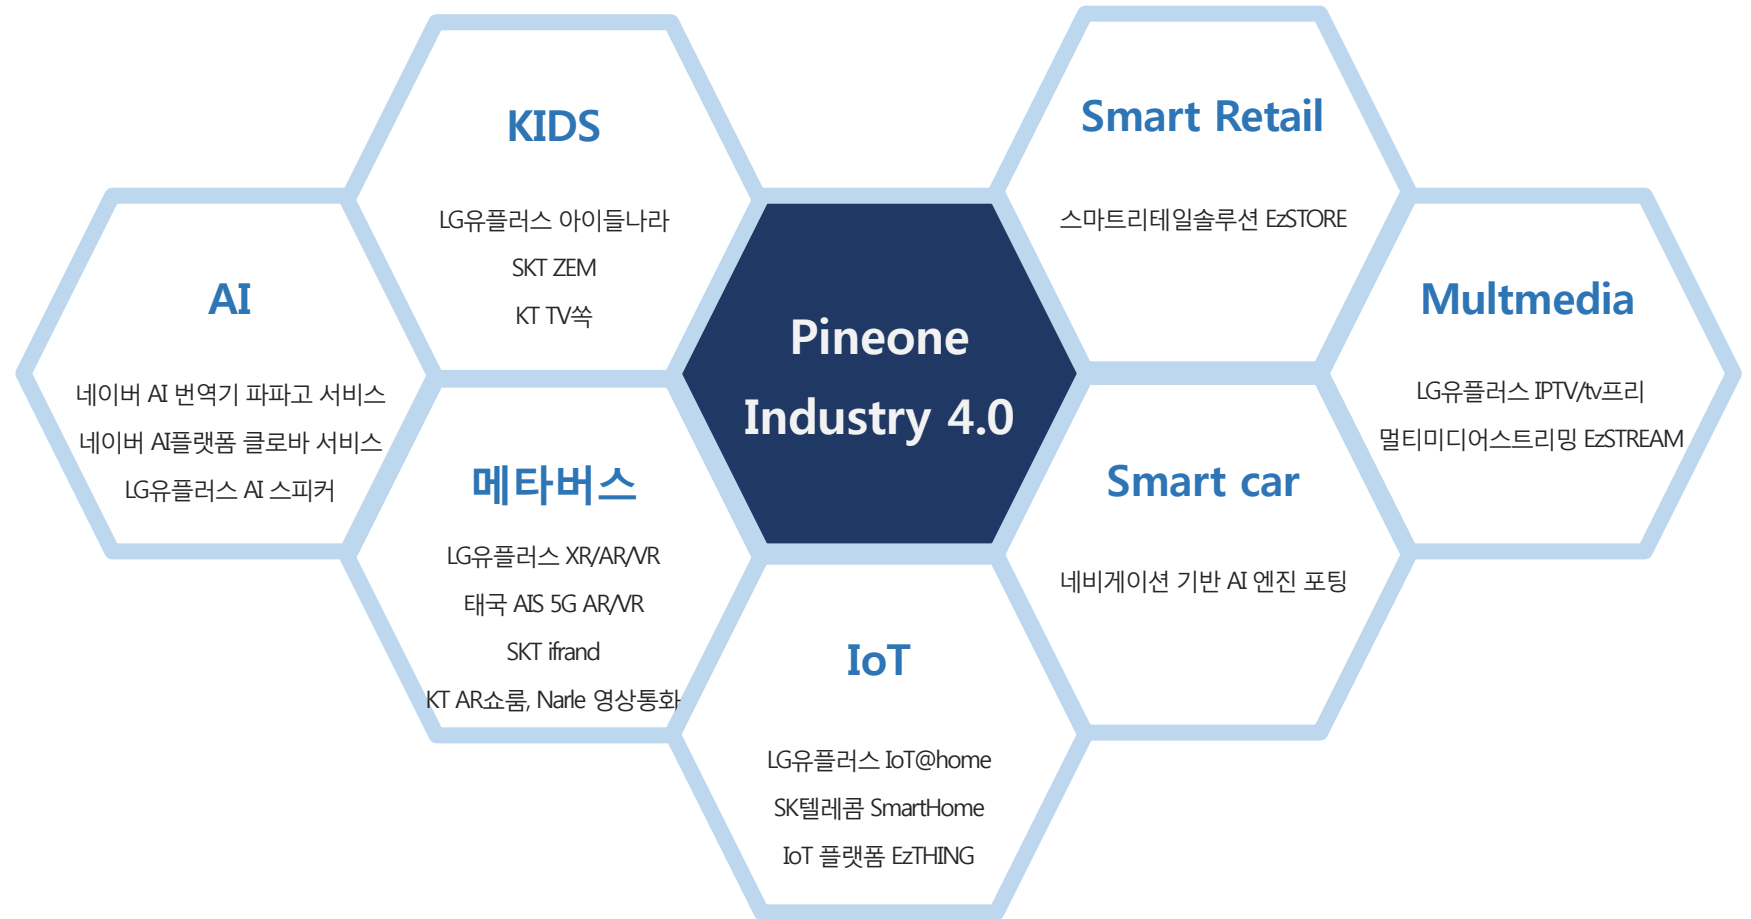 KIDS
LG유플러스 아이들나라
SKT ZEM
KT TV쏙
Smart Retail
스마트리테일솔루션 EzSTORE
AI
네이버 AI 번역기 파파고 서비스
네이버 AI플랫폼 클로바 서비스
LG유플러스 AI 스피커
Pineone
Industry 4.0
Multmedia
LG유플러스 IPTV/tv프리
멀티미디어스트리밍 EzSTREAM
메타버스
LG유플러스 XR/AR/VR
태국 AIS 5G AR/VR
SKT ifrand
KT AR쇼룸, Narle 영상통화
Smart car
네비게이션 기반 AI 엔진 포팅
IoT
LG유플러스 IoT@home
SK텔레콤 SmartHome
IoT 플랫폼 EzTHING